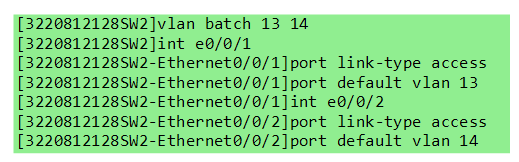 [3220812128SW2]vlan batch 13 14
[3220812128SW2]int e0/0/1
[3220812128SW2-Ethernet0/0/1]port link-type access
[3220812128SW2-Ethernet0/0/1]port default vlan 13
[3220812128SW2-Ethernet0/0/1]int e0/0/2
[3220812128SW2-Ethernet0/0/2]port link-type access
[3220812128SW2-Ethernet0/0/2]port default vlan 14